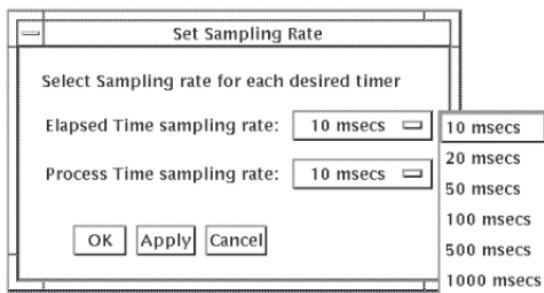 Set Sampling Rate
Select Sampling rate for each desired timer
Elapsed Time sampling rate: 10 msecs
Process Time sampling rate: 10 msecs
OK Apply Cancel
10 msecs
20 msecs
50 msecs
100 msecs
500 msecs
1000 msecs